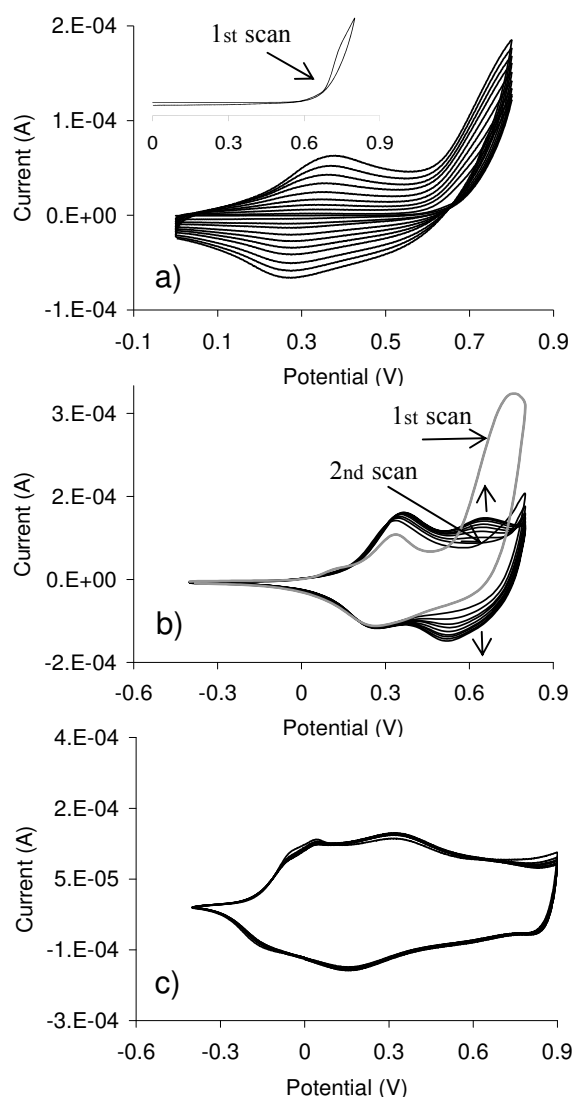 2.E-04
1st scan
1.E-04
0 0.3 0.6 0.9
Current (A)
0.E+00
a)
-1.E-04
-0.1 0.1 0.3 0.5 0.7 0.9
Potential (V)
3.E-04
1st scan
2.E-04
2nd scan
Current (A)
0.E+00
b)
-2.E-04
-0.6 -0.3 0 0.3 0.6 0.9
Potential (V)
4.E-04
2.E-04
Current (A)
5.E-05
-1.E-04
c)
-3.E-04
-0.6 -0.3 0 0.3 0.6 0.9
Potential (V)